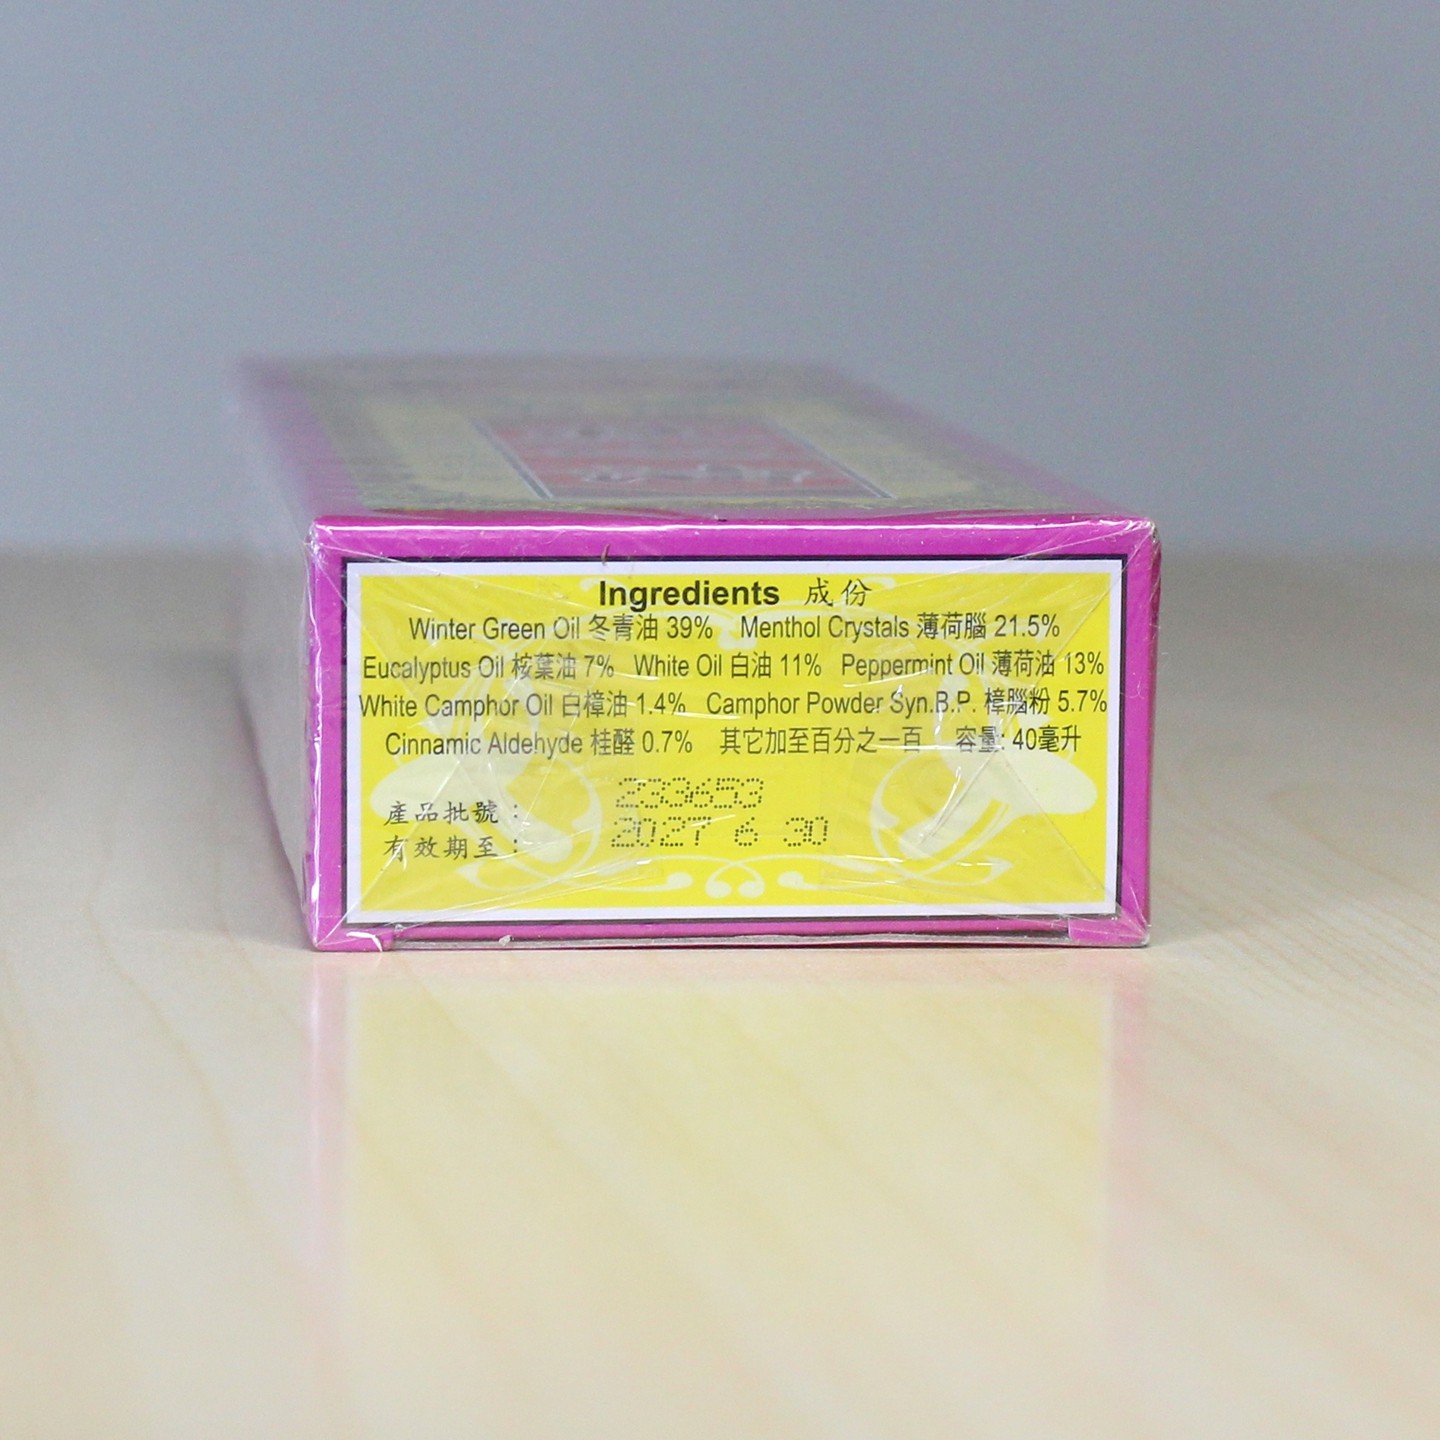 Ingredients 成份
Winter Green Oil 冬青油 39% Menthol Crystals 薄荷腦 21.5%
Eucalyptus Oil 桉葉油 7% White Oil 白油 11% Peppermint Oil 薄荷油 13%
White Camphor Oil 白樟油 1.4% Camphor Powder Syn.B.P. 樟腦粉 5.7%
Cinnamic Aldehyde 桂醛 0.7% 其它加至百分之一百 容量: 40毫升
產品批號： 233653
有效期至： 2027 6 30